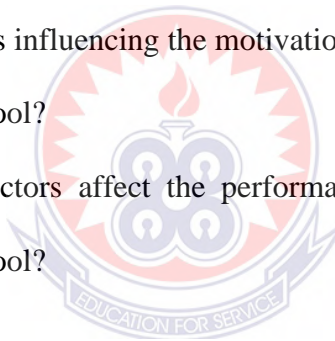 s influencing the motivatio
ool?
ctors affect the performa
ool?
EDUCATION FOR SERVICE